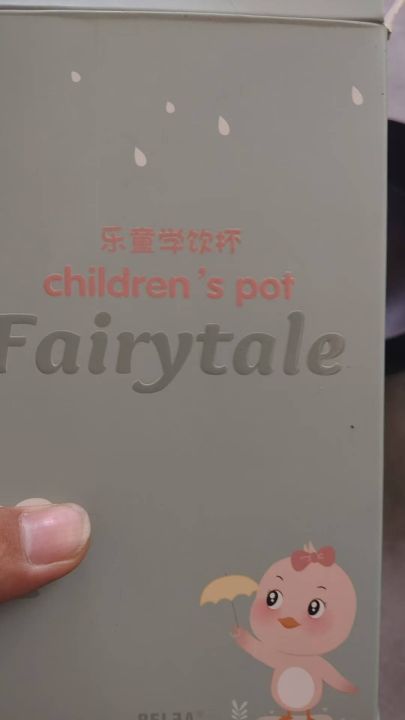 乐童学饮杯
children's pot
Fairytale